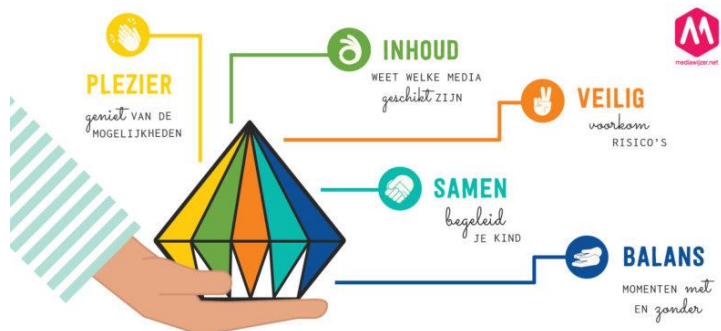 PLEZIER
geniet VAN DE
MOGELIJKHEDEN
INHOUD
WEET WELKE MEDIA
geschikt ZIJN
M
mediawijzer.net
VEILIG
voorkom
RISICO'S
SAMEN
begeleid
JE KIND
BALANS
MOMENTEN met
EN zonder